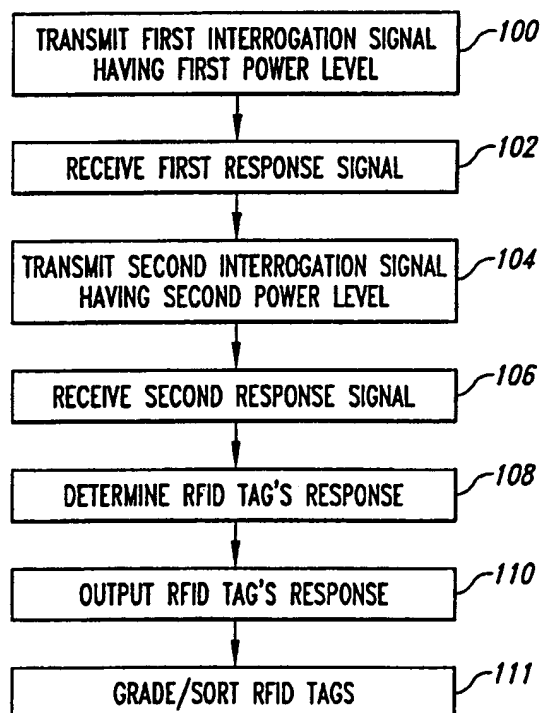 TRANSMIT FIRST INTERROGATION SIGNAL
HAVING FIRST POWER LEVEL
100
RECEIVE FIRST RESPONSE SIGNAL
102
TRANSMIT SECOND INTERROGATION SIGNAL
HAVING SECOND POWER LEVEL
104
RECEIVE SECOND RESPONSE SIGNAL
106
DETERMINE RFID TAG'S RESPONSE
108
OUTPUT RFID TAG'S RESPONSE
110
GRADE/SORT RFID TAGS
111